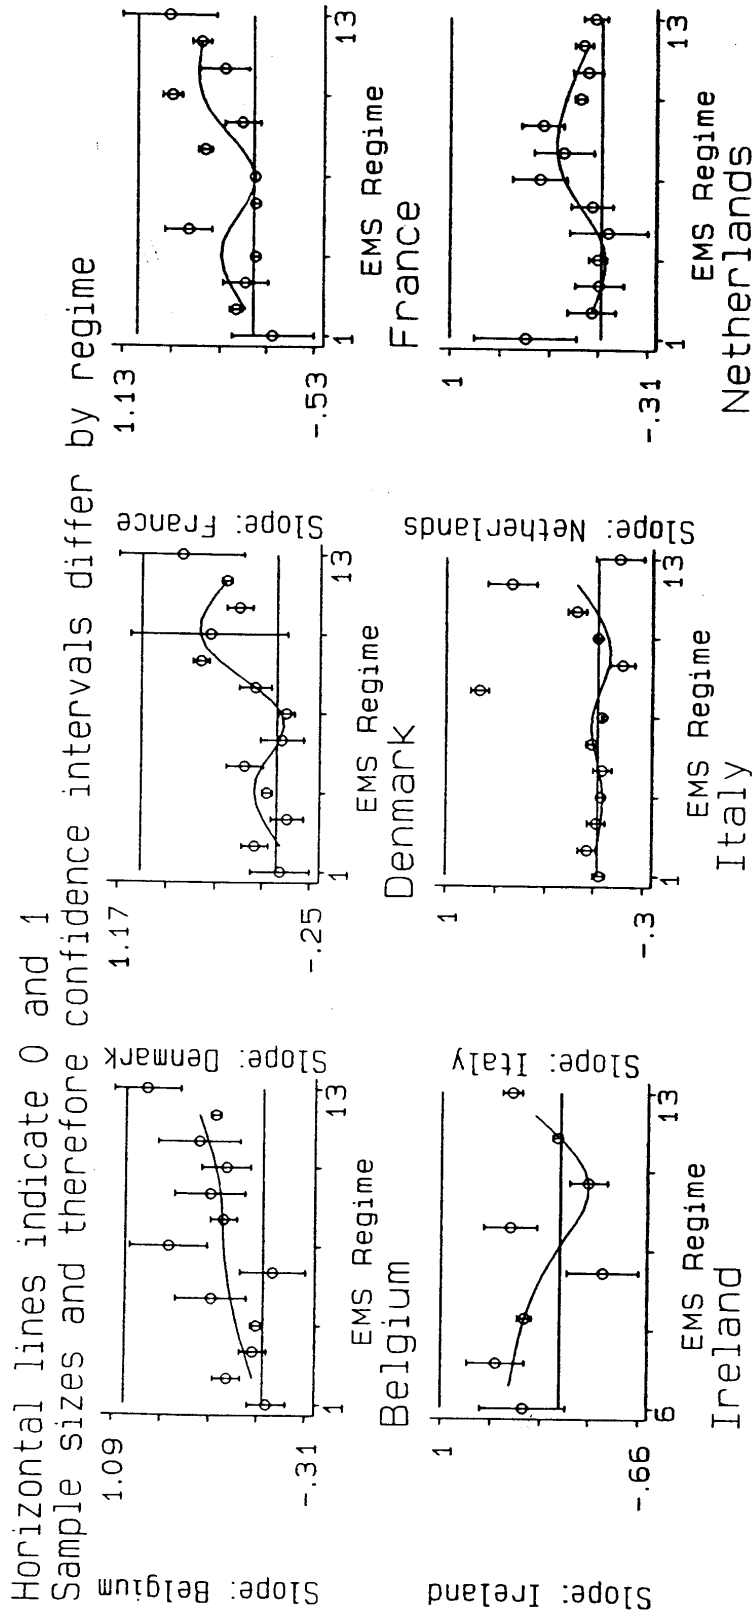 Horizontal lines indicate 0 and 1
Sample sizes and therefore confidence intervals differ by regime
Slope: Belgium
1.09
-.31
1
13
EMS Regime
Belgium
Slope: Denmark
1.17
-.25
1
13
EMS Regime
Denmark
Slope: France
1.13
-.53
1
13
EMS Regime
France
Slope: Ireland
1
-.66
6
13
EMS Regime
Ireland
Slope: Italy
1
-.3
1
13
EMS Regime
Italy
Slope: Netherlands
1
-.31
1
13
EMS Regime
Netherlands